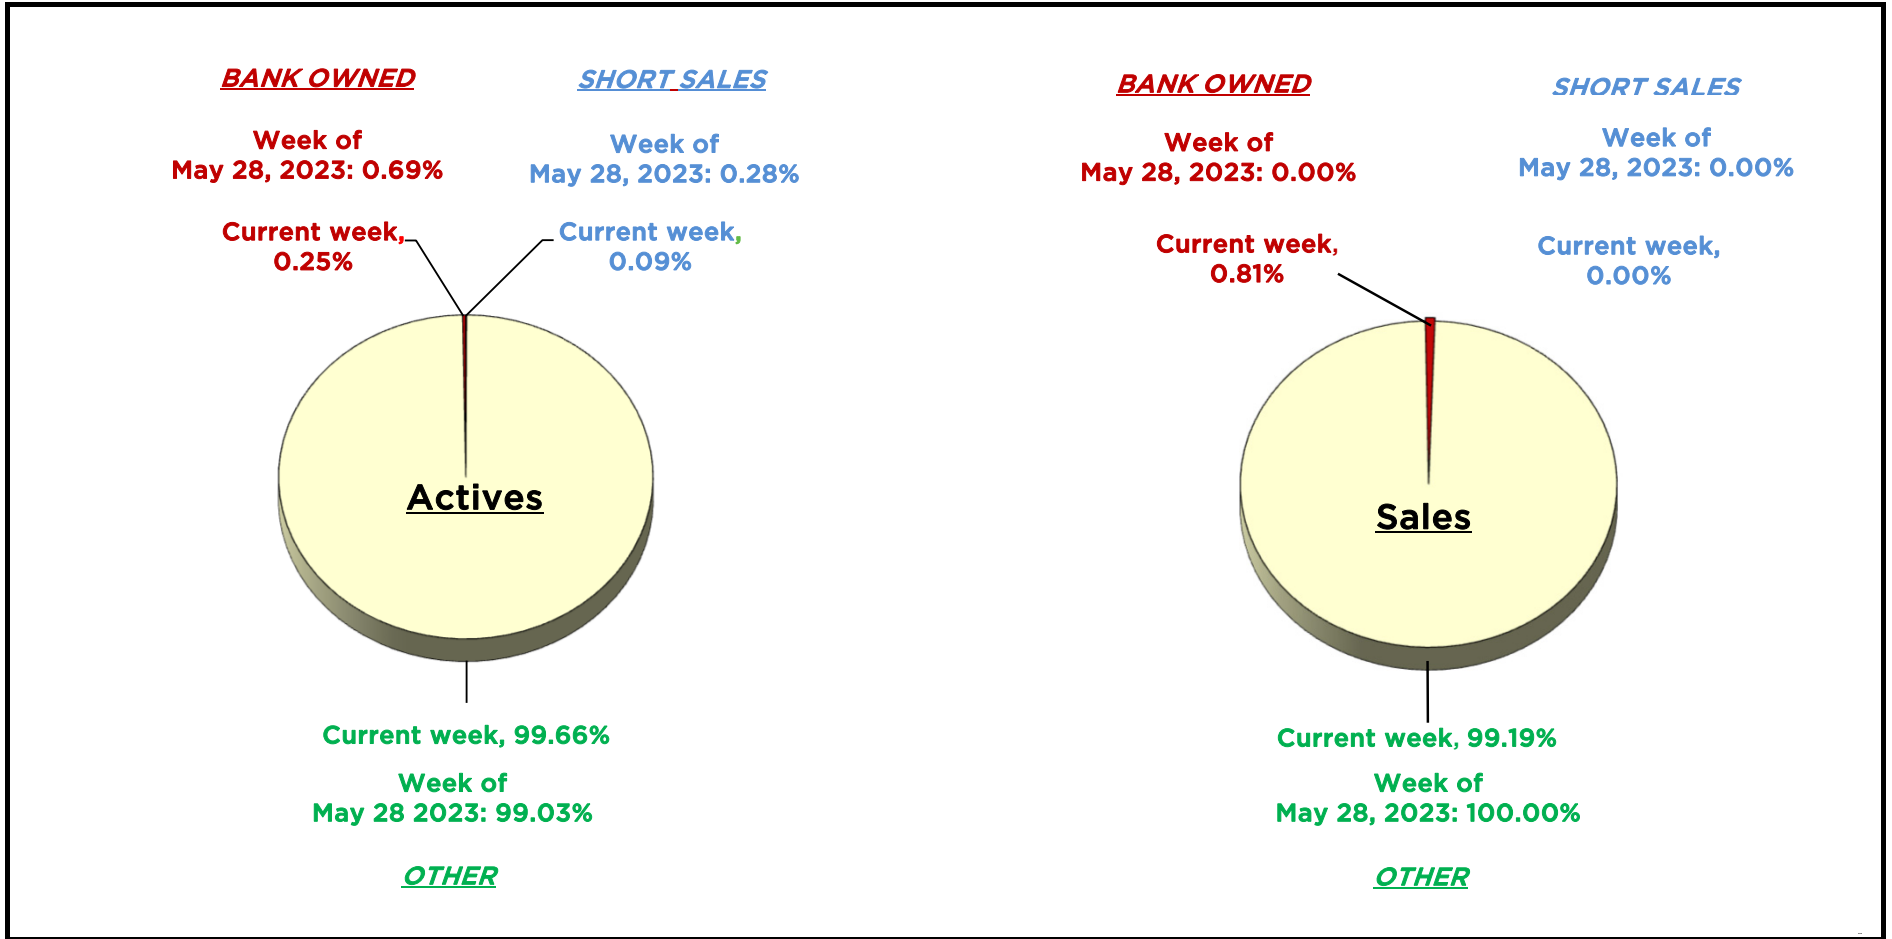 BANK OWNED
SHORT SALES
Week of
May 28, 2023: 0.69%
Week of
May 28, 2023: 0.28%
Current week,
0.25%
Current week,
0.09%
Actives
Current week, 99.66%
Week of
May 28 2023: 99.03%
OTHER
BANK OWNED
SHORT SALES
Week of
May 28, 2023: 0.00%
Week of
May 28, 2023: 0.00%
Current week,
0.81%
Current week,
0.00%
Sales
Current week, 99.19%
Week of
May 28, 2023: 100.00%
OTHER